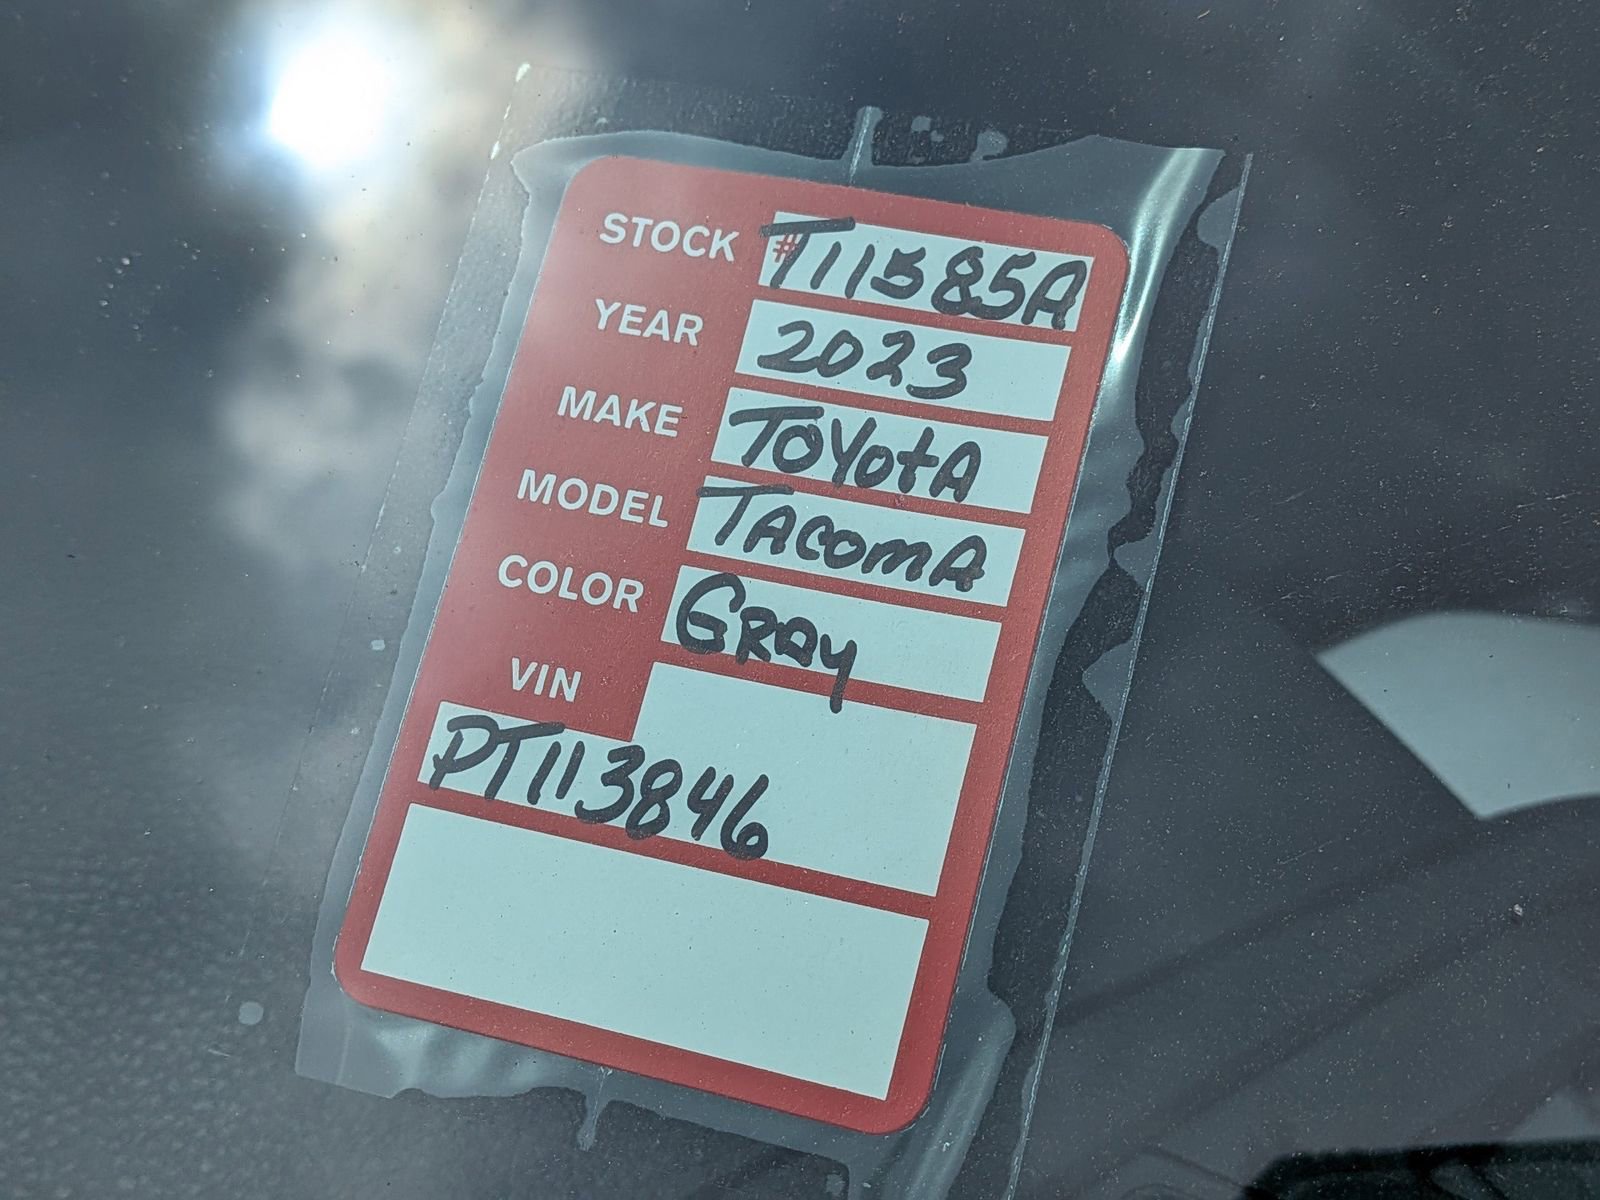 STOCK #T11585A
YEAR 2023
MAKE ToyotA
MODEL TAcomA
COLOR GRay
VIN
PT113846